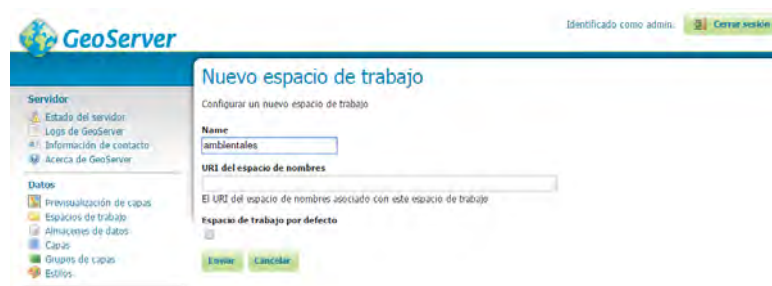 GeoServer
Identificado como admin.
Cerrar sesión
Servidor
Estado del servidor
Logs de GeoServer
Información de contacto
Acerca de GeoServer
Datos
Previsualización de capas
Espacios de trabajo
Almacenes de datos
Capas
Grupos de capas
Estilos
Nuevo espacio de trabajo
Configurar un nuevo espacio de trabajo
Name
ambientales
URI del espacio de nombres
El URI del espacio de nombres asociado con este espacio de trabajo
Espacio de trabajo por defecto
Enviar Cancelar